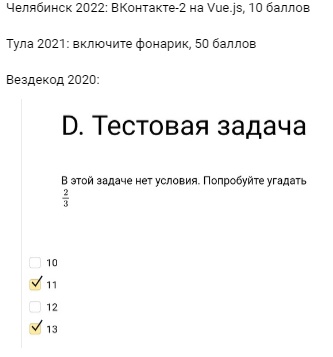 Челябинск 2022: ВКонтакте-2 на Vue.js, 10 баллов
Тула 2021: включите фонарик, 50 баллов
Вездекод 2020:
D. Тестовая задача
В этой задаче нет условия. Попробуйте угадать
2/3
10
11
12
13